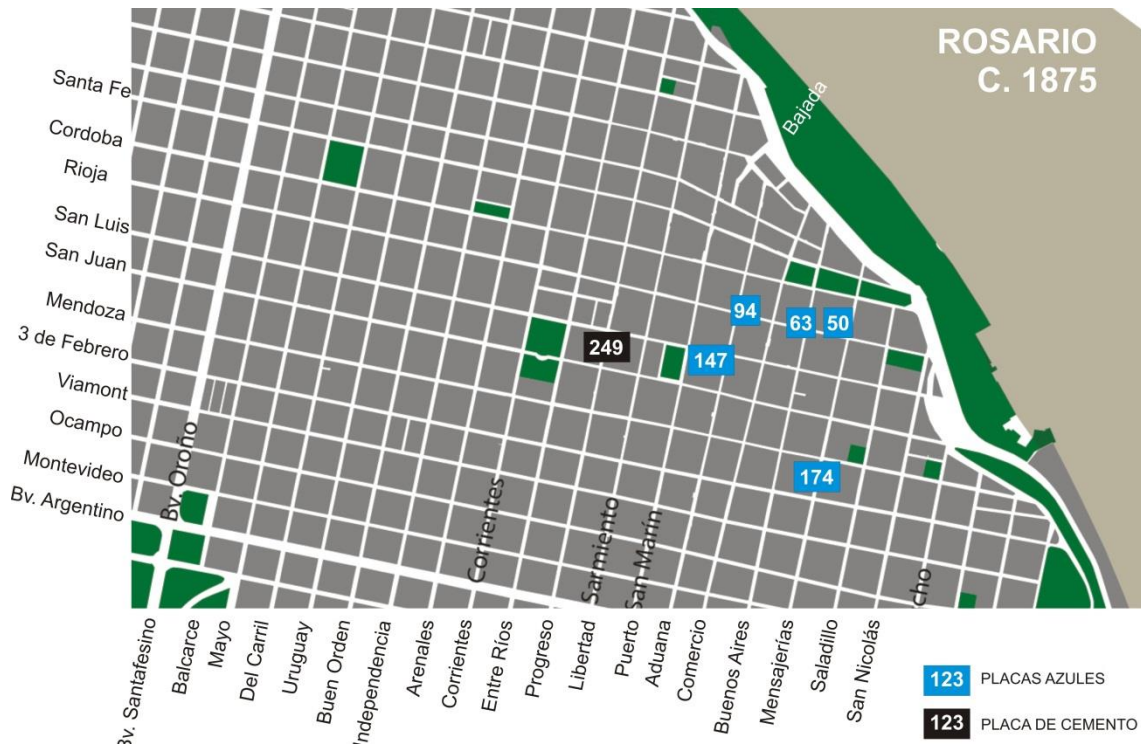 ROSARIO
C. 1875
Bajada
Santa Fe
Cordoba
Rioja
San Luis
San Juan
Mendoza
3 de Febrero
Viamont
Ocampo
Montevideo
Bv. Argentino
94
63
50
249
147
174
Bv. Oroño
Corrientes
Sarmiento
San Marín
cho
Bv. Santafesino
Balcarce
Mayo
Del Carril
Uruguay
Buen Orden
Independencia
Arenales
Corrientes
Entre Ríos
Progreso
Libertad
Puerto
Aduana
Comercio
Buenos Aires
Mensajerías
Saladillo
San Nicolás
123 PLACAS AZULES
123 PLACA DE CEMENTO